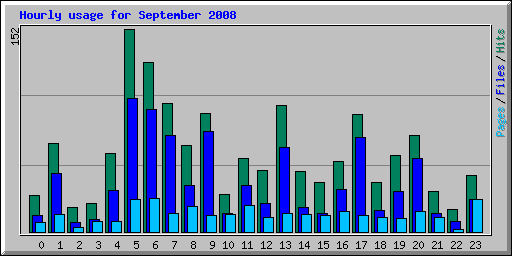 Hourly usage for September 2008
152
Pages / Files / Hits
0 1 2 3 4 5 6 7 8 9 10 11 12 13 14 15 16 17 18 19 20 21 22 23